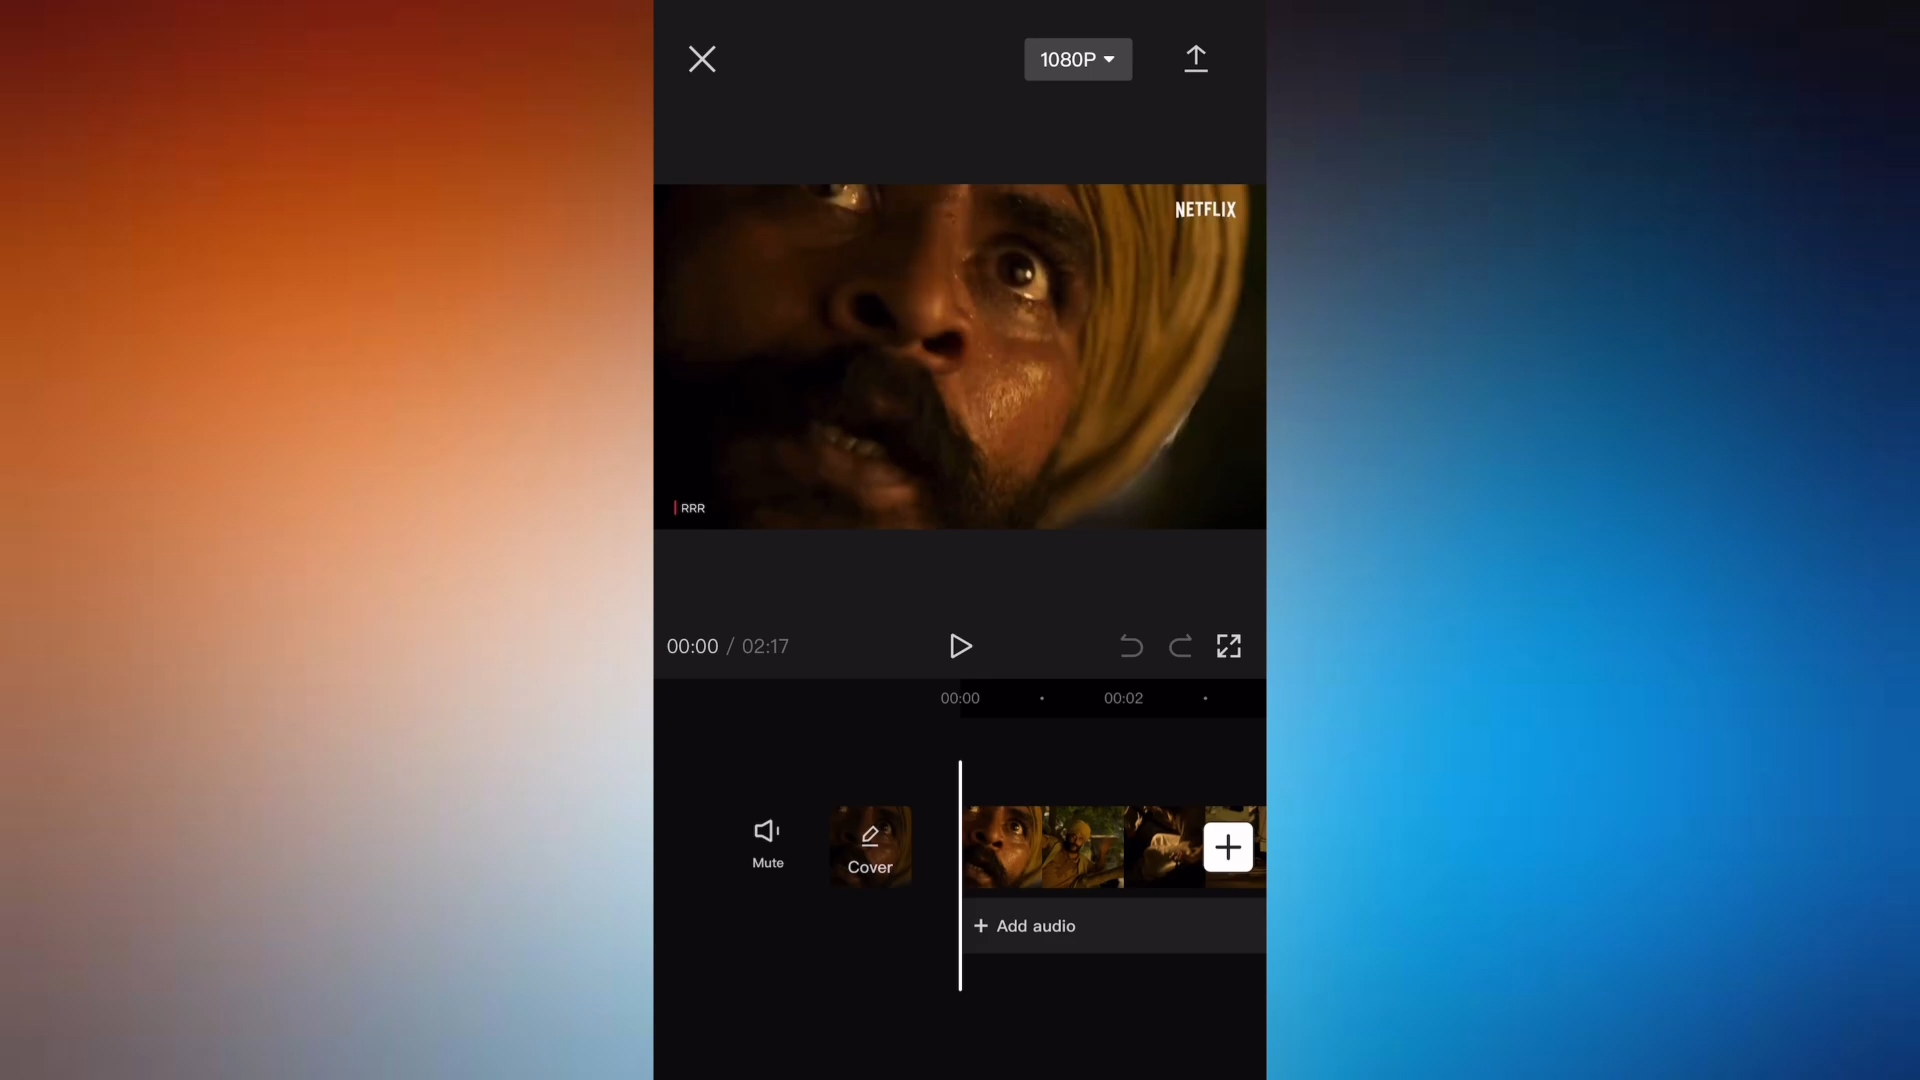 1080P
NETFLIX
RRR
00:00 / 02:17
00:00 00:02
Mute
Cover
+ Add audio